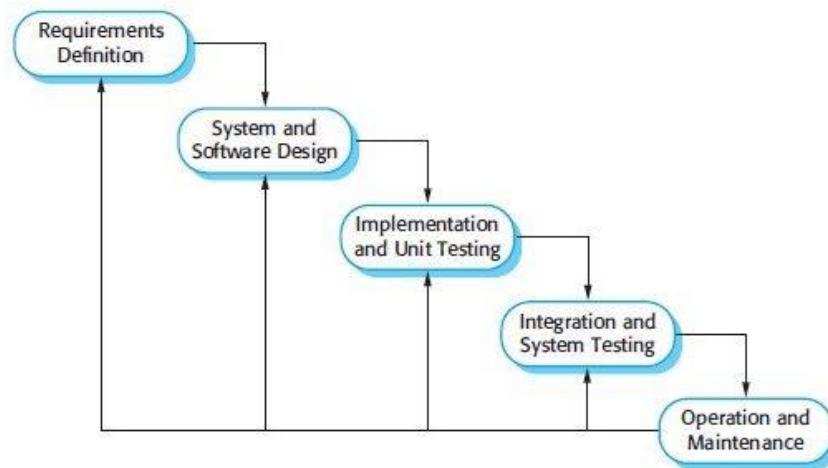 Requirements
Definition
System and
Software Design
Implementation
and Unit Testing
Integration and
System Testing
Operation and
Maintenance